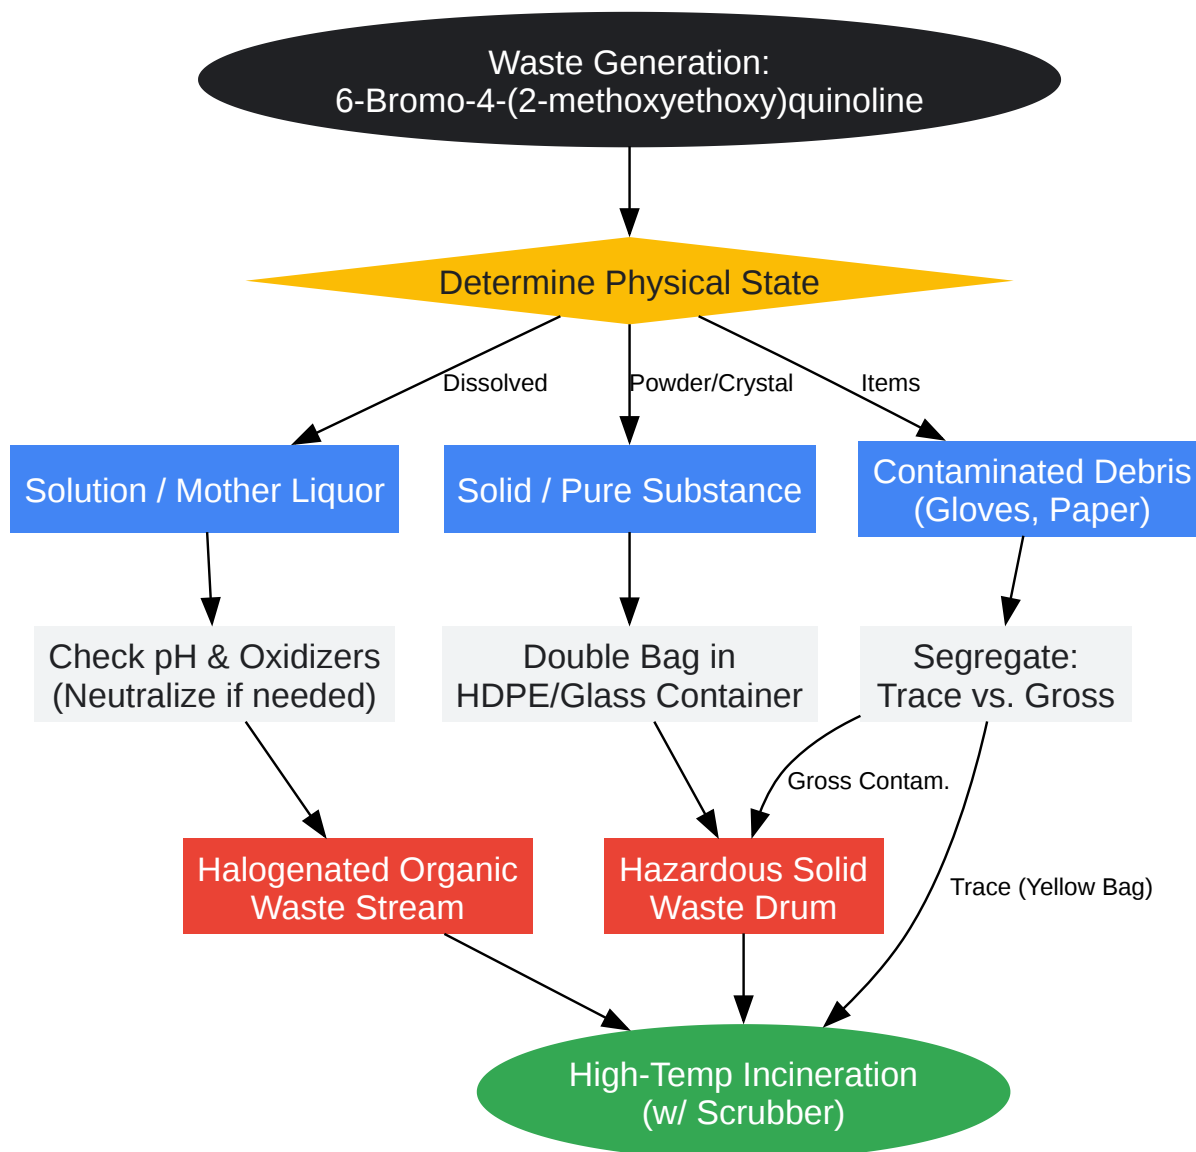 Waste Generation:
6-Bromo-4-(2-methoxyethoxy)quinoline
Determine Physical State
Dissolved
Powder/Crystal
Items
Solution / Mother Liquor
Solid / Pure Substance
Contaminated Debris
(Gloves, Paper)
Check pH & Oxidizers
(Neutralize if needed)
Double Bag in
HDPE/Glass Container
Segregate:
Trace vs. Gross
Gross Contam.
Trace (Yellow Bag)
Halogenated Organic
Waste Stream
Hazardous Solid
Waste Drum
High-Temp Incineration
(w/ Scrubber)